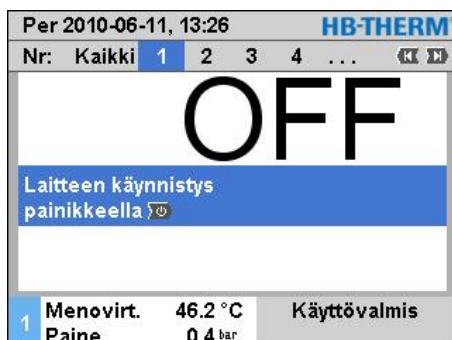 Per 2010-06-11, 13:26 HB-THERM
Nr: Kaikki 1 2 3 4 ...
OFF
Laitteen käynnistys
painikkeella
1 Menovirt. 46.2 °C Käyttövalmis
Paine 0.4 bar